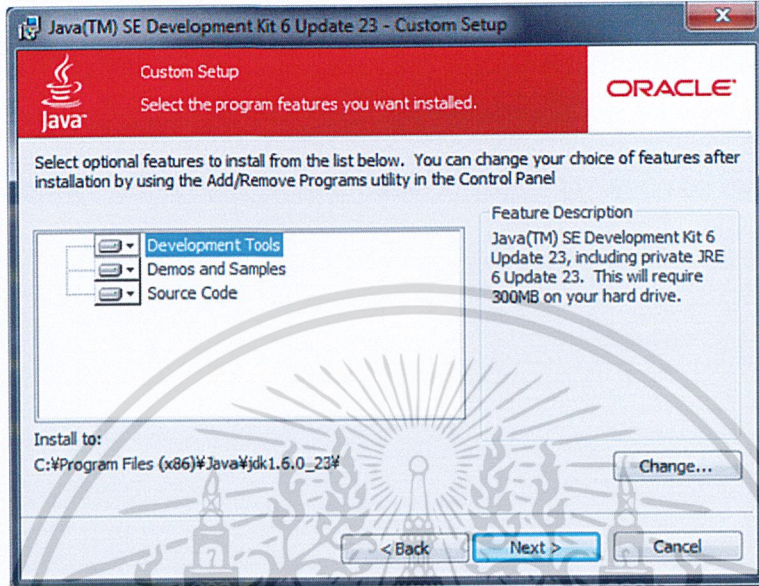 Java(TM) SE Development Kit 6 Update 23 - Custom Setup
Java™
Custom Setup
Select the program features you want installed.
ORACLE®
Select optional features to install from the list below. You can change your choice of features after
installation by using the Add/Remove Programs utility in the Control Panel
Development Tools
Demos and Samples
Source Code
Feature Description
Java(TM) SE Development Kit 6
Update 23, including private JRE
6 Update 23. This will require
300MB on your hard drive.
Install to:
C:¥Program Files (x86)¥Java¥jdk1.6.0_23¥
Change...
< Back
Next >
Cancel